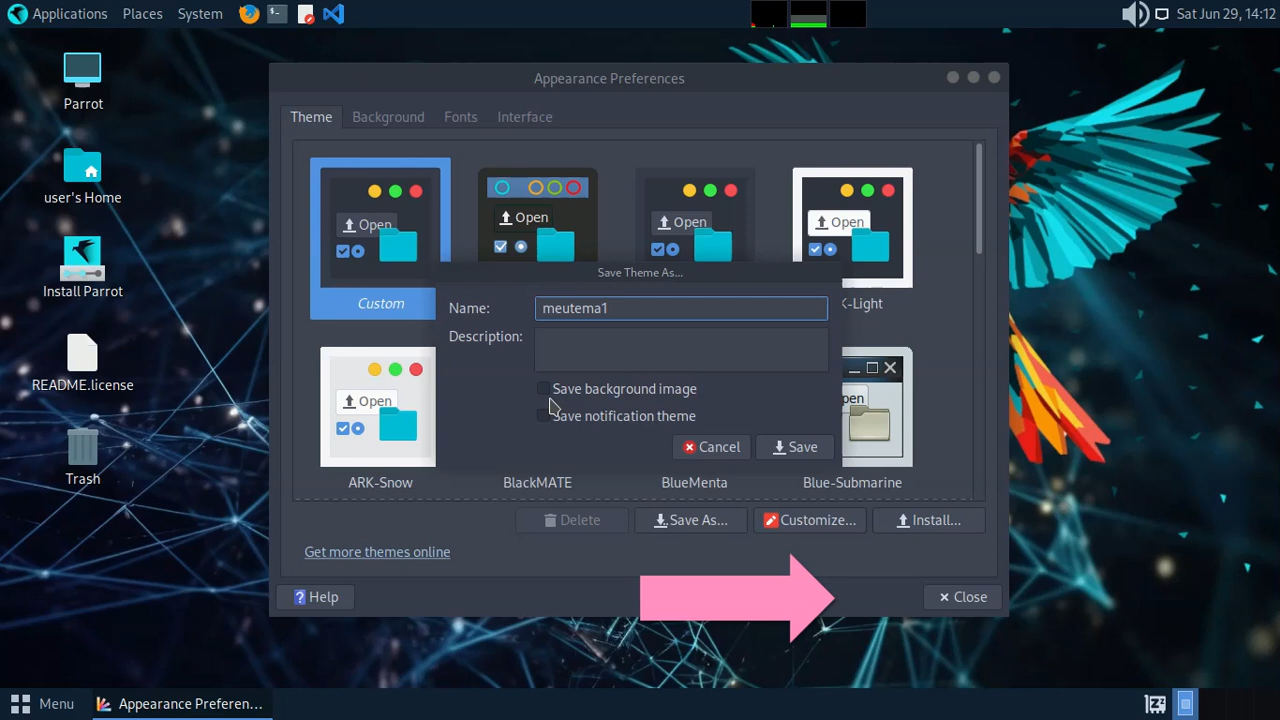 Applications Places System
Sat Jun 29, 14:12
Parrot
user's Home
Install Parrot
README.license
Trash
Appearance Preferences
Theme Background Fonts Interface
Open
Open
Open
Open
Custom
K-Light
Save Theme As...
Name: meutema1
Description:
Save background image
Save notification theme
Cancel Save
Open
pen
ARK-Snow BlackMATE BlueMenta Blue-Submarine
Delete Save As... Customize... Install...
Get more themes online
Help Close
Menu Appearance Preferen...